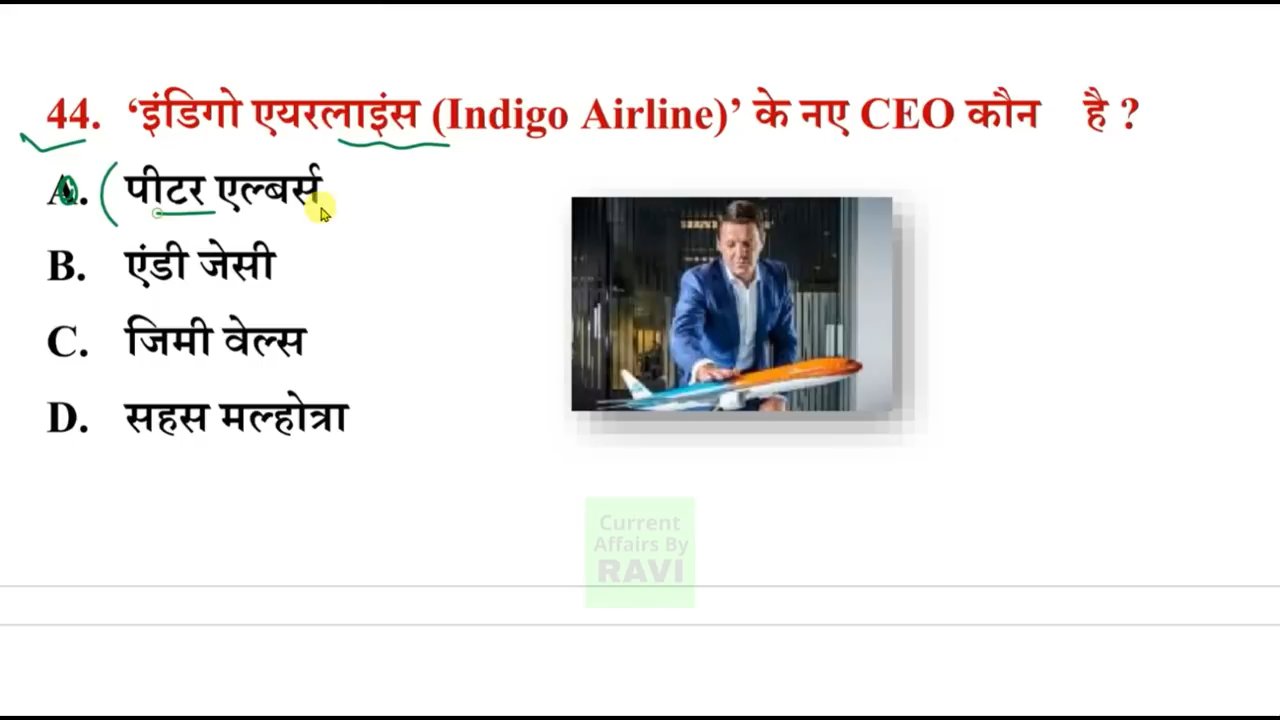 44. ‘इंडिगो एयरलाइंस (Indigo Airline)’ के नए CEO कौन है ?
A. पीटर एल्बर्स
B. एंडी जेसी
C. जिमी वेल्स
D. सहस मल्होत्रा
Current
Affairs By
RAVI